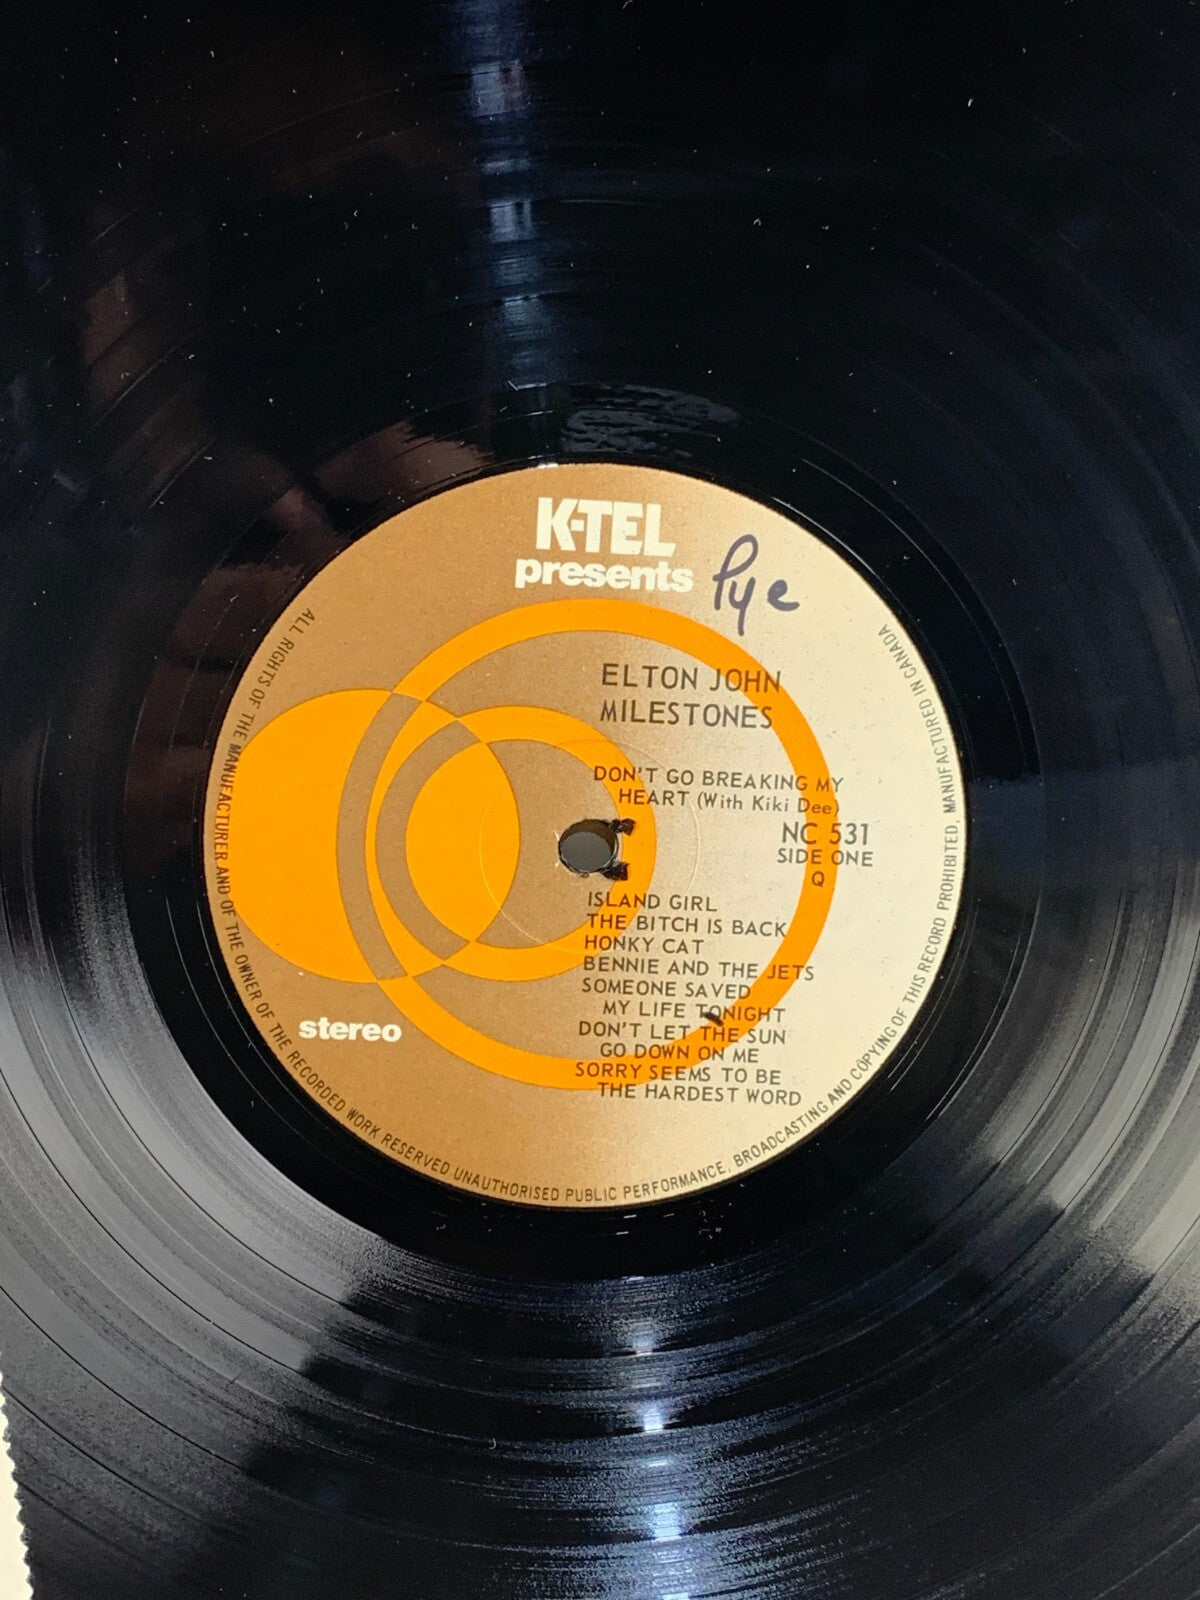 K-TEL
presents
Pye
ELTON JOHN
MILESTONES
DON'T GO BREAKING MY
HEART (With Kiki Dee)
NC 531
SIDE ONE
Q
ISLAND GIRL
THE BITCH IS BACK
HONKY CAT
BENNIE AND THE JETS
SOMEONE SAVED
MY LIFE TONIGHT
DON'T LET THE SUN
GO DOWN ON ME
SORRY SEEMS TO BE
THE HARDEST WORD
stereo
ALL RIGHTS OF THE MANUFACTURER AND OF THE OWNER OF THE RECORDED WORK RESERVED UNAUTHORISED PUBLIC PERFORMANCE, BROADCASTING AND COPYING OF THIS RECORD PROHIBITED, MANUFACTURED IN CANADA